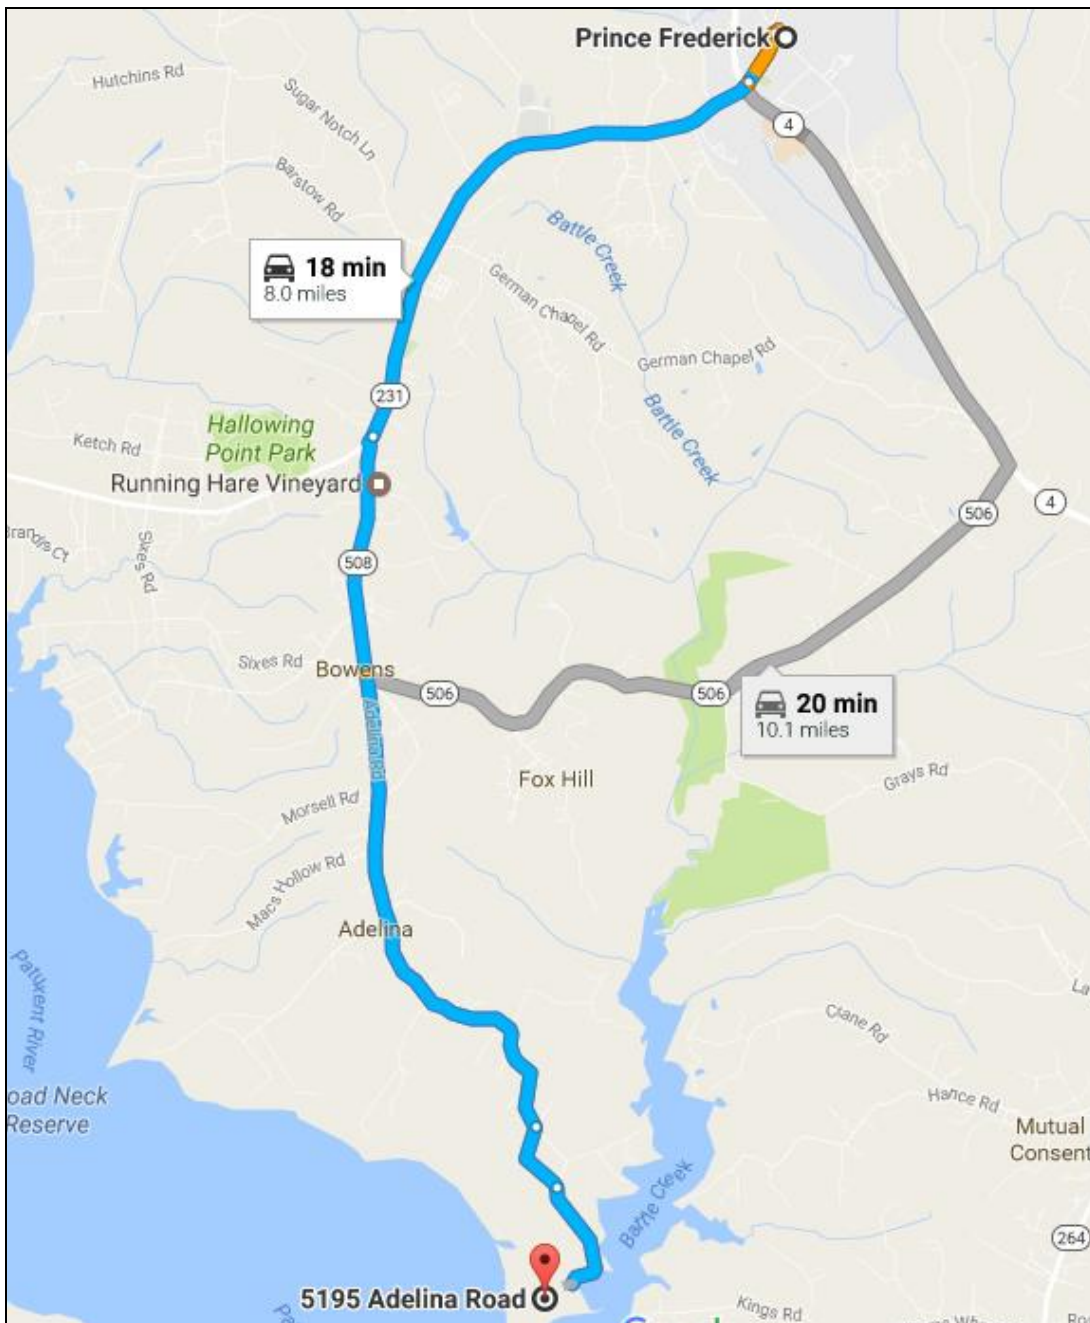 Prince Frederick
Hutchins Rd
Sugar Notch Ln
4
Barstow Rd
Battle Creek
18 min
8.0 miles
German Chapel Rd
German Chapel Rd
231
Battle Creek
Hallowing
Point Park
Ketch Rd
Running Hare Vineyard
4
506
Sixes Rd
508
Sixes Rd
Bowens
506
506
20 min
10.1 miles
Adelina Rd
Fox Hill
Grays Rd
Morsell Rd
Macs Hollow Rd
Adelina
Patuxent River
La
Clane Rd
oad Neck
Reserve
Hance Rd
Mutual
Consent
Battle Creek
264
5195 Adelina Road
Kings Rd